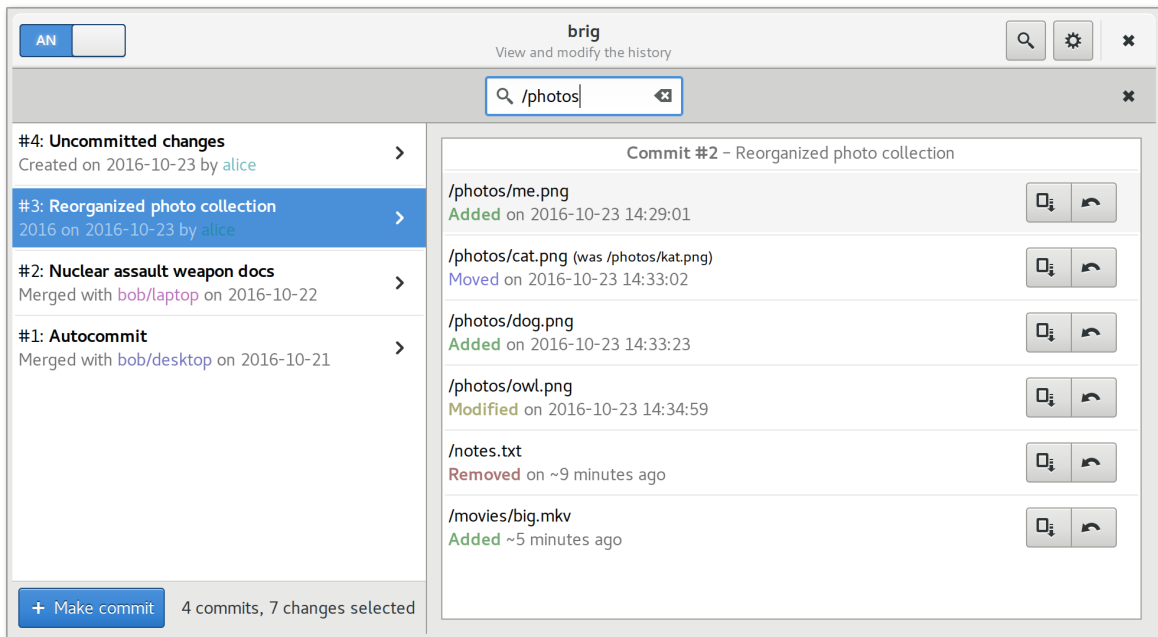 AN
brig
View and modify the history
/photos
#4: Uncommitted changes
Created on 2016-10-23 by alice
#3: Reorganized photo collection
2016 on 2016-10-23 by alice
#2: Nuclear assault weapon docs
Merged with bob/laptop on 2016-10-22
#1: Autocommit
Merged with bob/desktop on 2016-10-21
+ Make commit
4 commits, 7 changes selected
Commit #2 – Reorganized photo collection
/photos/me.png
Added on 2016-10-23 14:29:01
/photos/cat.png (was /photos/kat.png)
Moved on 2016-10-23 14:33:02
/photos/dog.png
Added on 2016-10-23 14:33:23
/photos/owl.png
Modified on 2016-10-23 14:34:59
/notes.txt
Removed on ~9 minutes ago
/movies/big.mkv
Added ~5 minutes ago